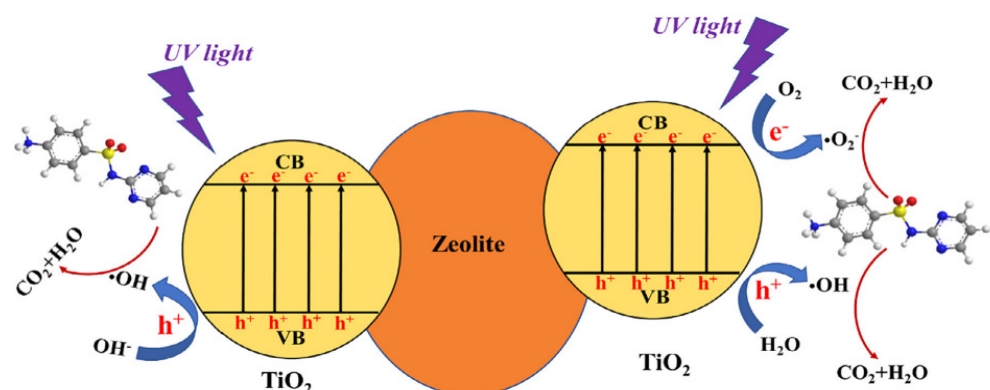 UV light
CB
e⁻ e⁻ e⁻ e⁻
h⁺ h⁺ h⁺ h⁺
VB
TiO₂
CO₂+H₂O
•OH
h⁺
OH⁻
Zeolite
UV light
CB
e⁻ e⁻ e⁻ e⁻
h⁺ h⁺ h⁺ h⁺
VB
TiO₂
O₂
e⁻
•O₂⁻
CO₂+H₂O
•OH
h⁺
H₂O
CO₂+H₂O